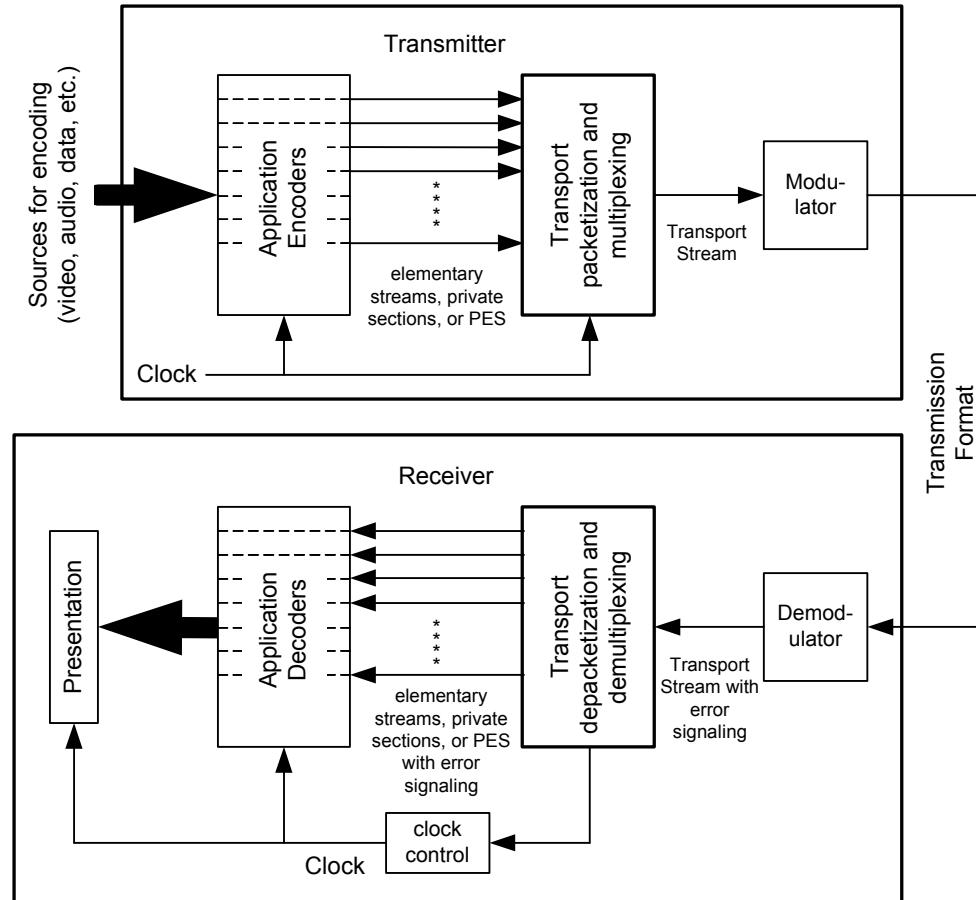 Transmitter
Sources for encoding
(video, audio, data, etc.)
Application
Encoders
****
elementary
streams, private
sections, or PES
Transport
packetization and
multiplexing
Transport
Stream
Modu-
lator
Clock
Transmission
Format
Receiver
Presentation
Application
Decoders
****
elementary
streams, private
sections, or PES
with error
signaling
Transport
depacketization and
demultiplexing
Transport
Stream with
error
signaling
Demod-
ulator
clock
control
Clock